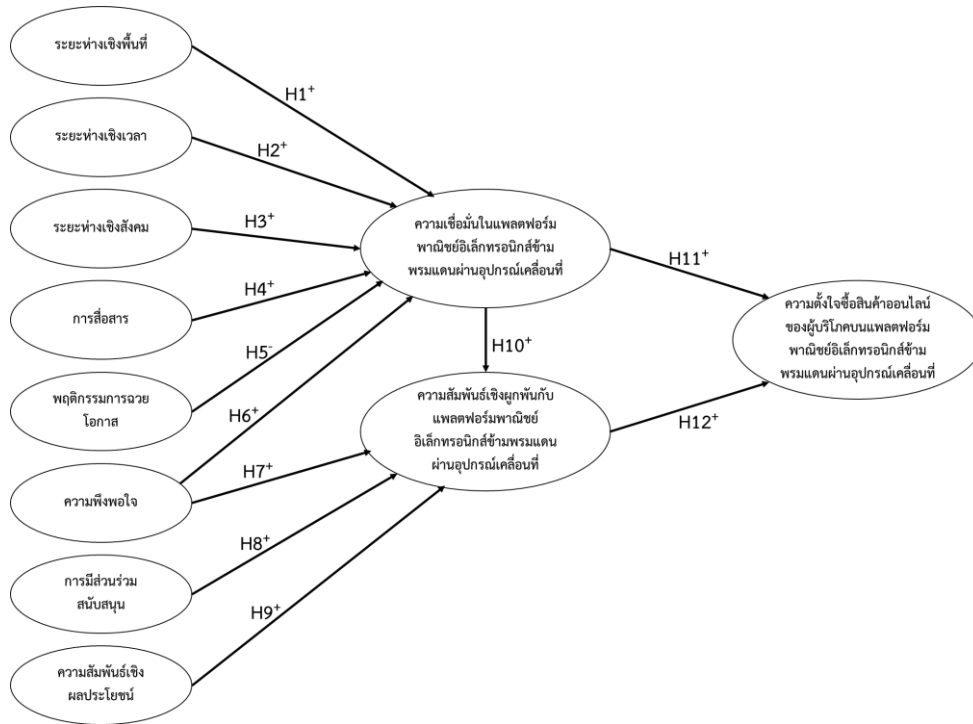 ระยะห่างเชิงพื้นที่
H1⁺
ระยะห่างเชิงเวลา
H2⁺
ระยะห่างเชิงสังคม
H3⁺
ความเชื่อมั่นในแพลตฟอร์ม
พาณิชย์อิเล็กทรอนิกส์ข้าม
พรมแดนผ่านอุปกรณ์เคลื่อนที่
H11⁺
การสื่อสาร
H4⁺
ความตั้งใจซื้อสินค้าออนไลน์
ของผู้บริโภคบนแพลตฟอร์ม
พาณิชย์อิเล็กทรอนิกส์ข้าม
พรมแดนผ่านอุปกรณ์เคลื่อนที่
H5⁻
H10⁺
พฤติกรรมการฉวย
โอกาส
H6⁺
ความสัมพันธ์เชิงผูกพันกับ
แพลตฟอร์มพาณิชย์
อิเล็กทรอนิกส์ข้ามพรมแดน
ผ่านอุปกรณ์เคลื่อนที่
H12⁺
H7⁺
ความพึงพอใจ
H8⁺
การมีส่วนร่วม
สนับสนุน
H9⁺
ความสัมพันธ์เชิง
ผลประโยชน์